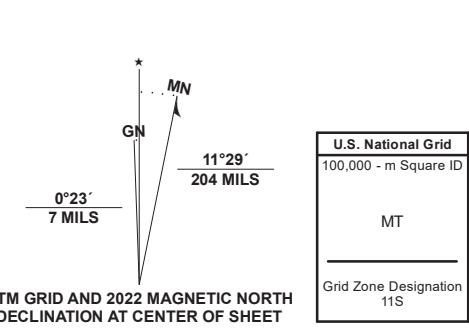 ★
MN
GN
11°29´
204 MILS
0°23´
7 MILS
TM GRID AND 2022 MAGNETIC NORTH
DECLINATION AT CENTER OF SHEET
U.S. National Grid
100,000 - m Square ID
MT
Grid Zone Designation
11S